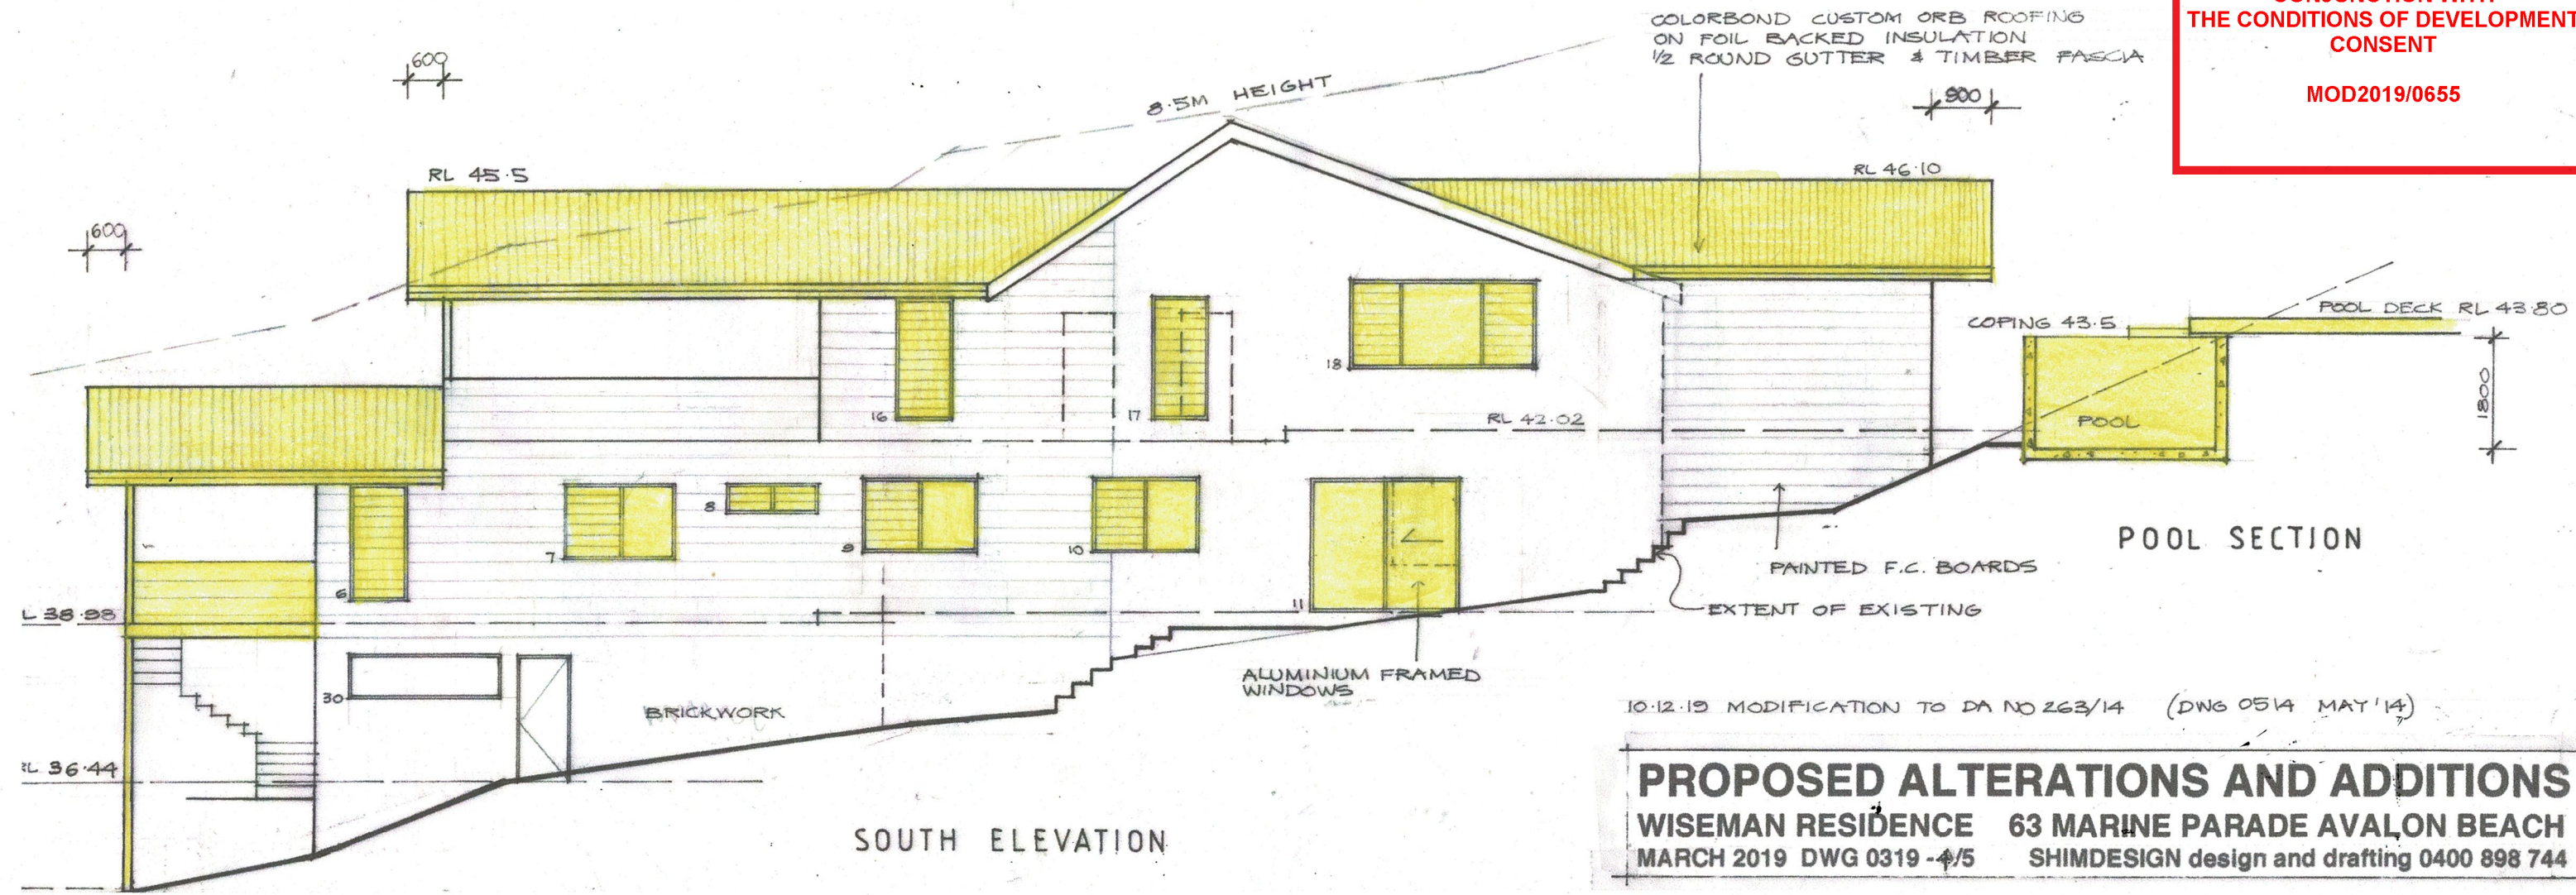 COLORBOND CUSTOM ORB ROOFING
ON FOIL BACKED INSULATION
1/2 ROUND GUTTER & TIMBER FASCIA
THE CONDITIONS OF DEVELOPMENT
CONSENT
MOD2019/0655
600
8.5M HEIGHT
900
RL 45.5
RL 46.10
600
POOL DECK RL 43.80
COPING 43.5
18
1800
16
17
RL 42.02
POOL
8
7
9
10
POOL SECTION
PAINTED F.C. BOARDS
6
11
EXTENT OF EXISTING
L 38.98
ALUMINIUM FRAMED
WINDOWS
30
BRICKWORK
10.12.19 MODIFICATION TO DA NO 263/14 (DWG 0514 MAY '14)
RL 36.44
SOUTH ELEVATION
PROPOSED ALTERATIONS AND ADDITIONS
WISEMAN RESIDENCE 63 MARINE PARADE AVALON BEACH
MARCH 2019 DWG 0319 -4/5 SHIMDESIGN design and drafting 0400 898 744